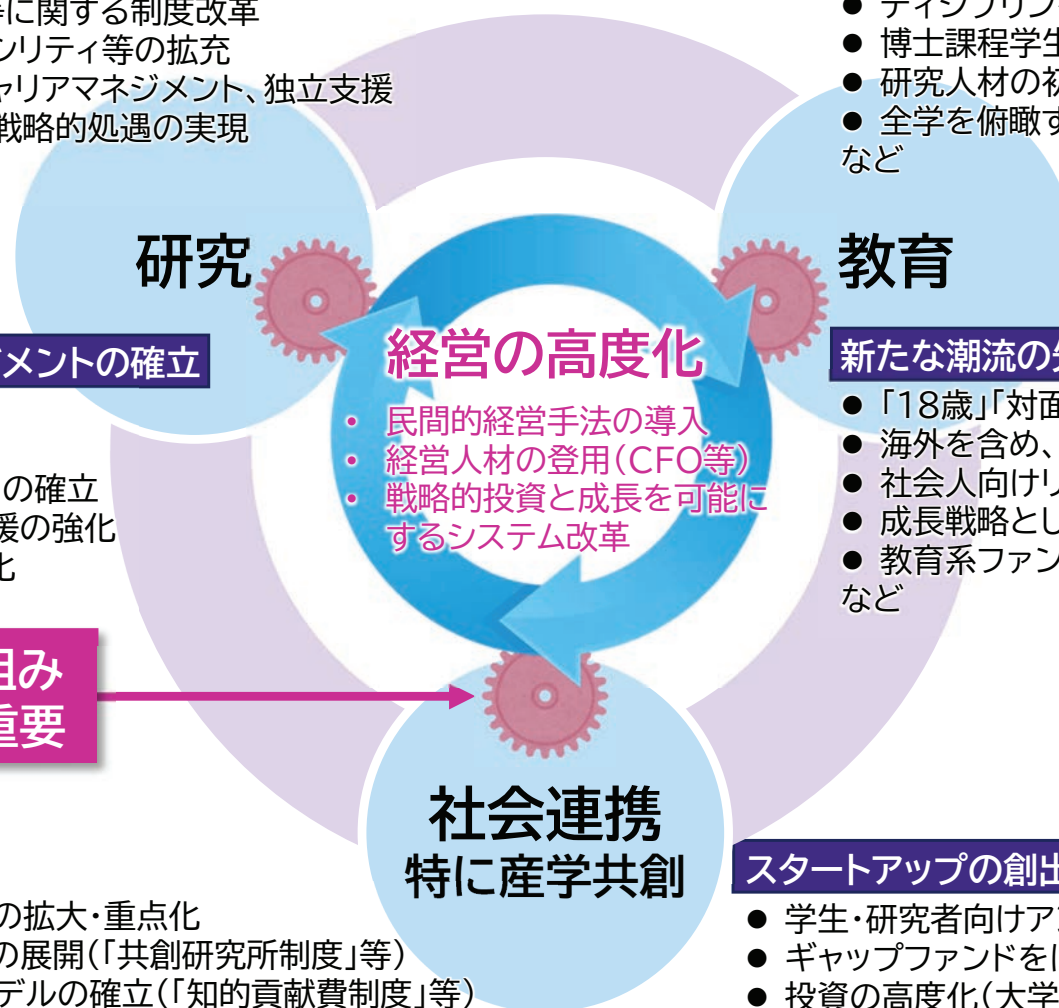 に関する制度改革
シリティ等の拡充
キャリアマネジメント、独立支援
戦略的処遇の実現
研究
メントの確立
の確立
援の強化
化
組み
重要
の拡大・重点化
の展開(「共創研究所制度」等)
デルの確立(「知的貢献費制度」等)
経営の高度化
• 民間的経営手法の導入
• 経営人材の登用(CFO等)
• 戦略的投資と成長を可能に
するシステム改革
社会連携
特に産学共創
● ディシプリン
● 博士課程学生
● 研究人材の初
● 全学を俯瞰す
など
教育
新たな潮流の
● 「18歳」「対面
● 海外を含め、
● 社会人向けリ
● 成長戦略とし
● 教育系ファン
など
スタートアップの創出
● 学生・研究者向けア
● ギャップファンドを
● 投資の高度化(大学